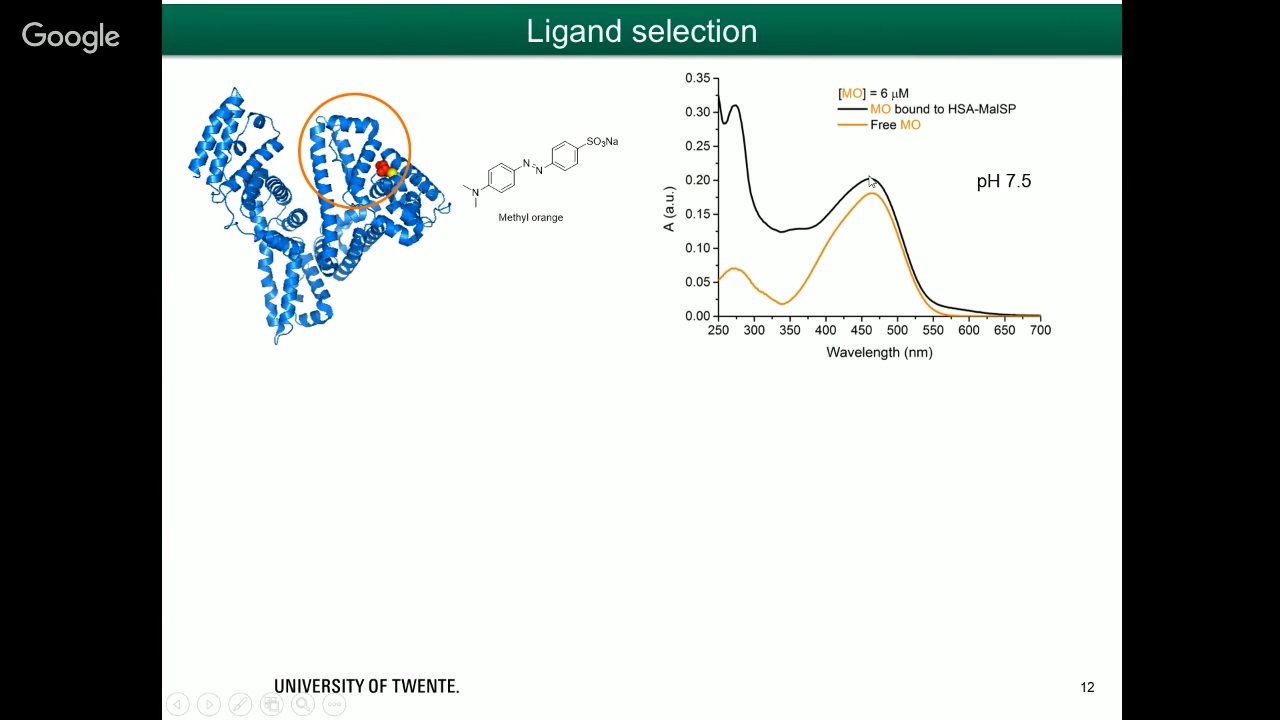 Google
Ligand selection
SO3Na
N
N
N
Methyl orange
[MO] = 6 μM
MO bound to HSA-MalSP
Free MO
pH 7.5
A (a.u.)
0.35
0.30
0.25
0.20
0.15
0.10
0.05
0.00
250 300 350 400 450 500 550 600 650 700
Wavelength (nm)
UNIVERSITY OF TWENTE.
12